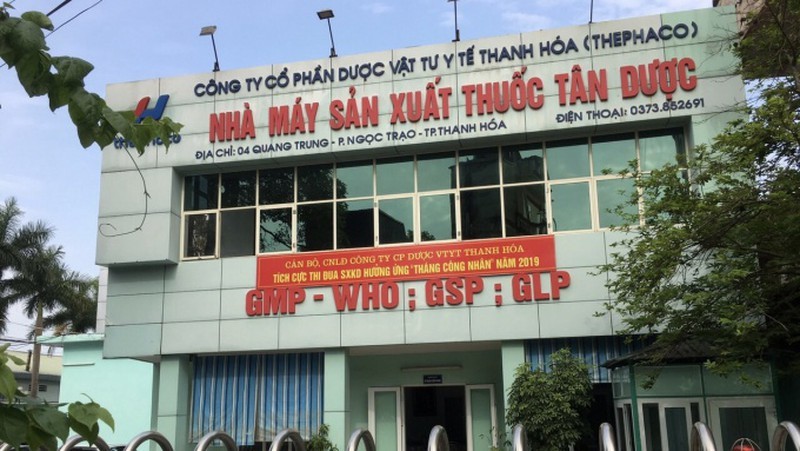 CÔNG TY CỔ PHẦN DƯỢC VẬT TƯ Y TẾ THANH HÓA (THEPHACO)
NHÀ MÁY SẢN XUẤT THUỐC TÂN DƯỢC
ĐỊA CHỈ: 04 QUANG TRUNG - P. NGỌC TRẠO - TP.THANH HÓA
ĐIỆN THOẠI: 0373.852691
CÁN BỘ, CNLĐ CÔNG TY CP DƯỢC VTYT THANH HÓA
TÍCH CỰC THI ĐUA SXKD HƯỞNG ỨNG "THÁNG CÔNG NHÂN" NĂM 2019
GMP - WHO ; GSP ; GLP